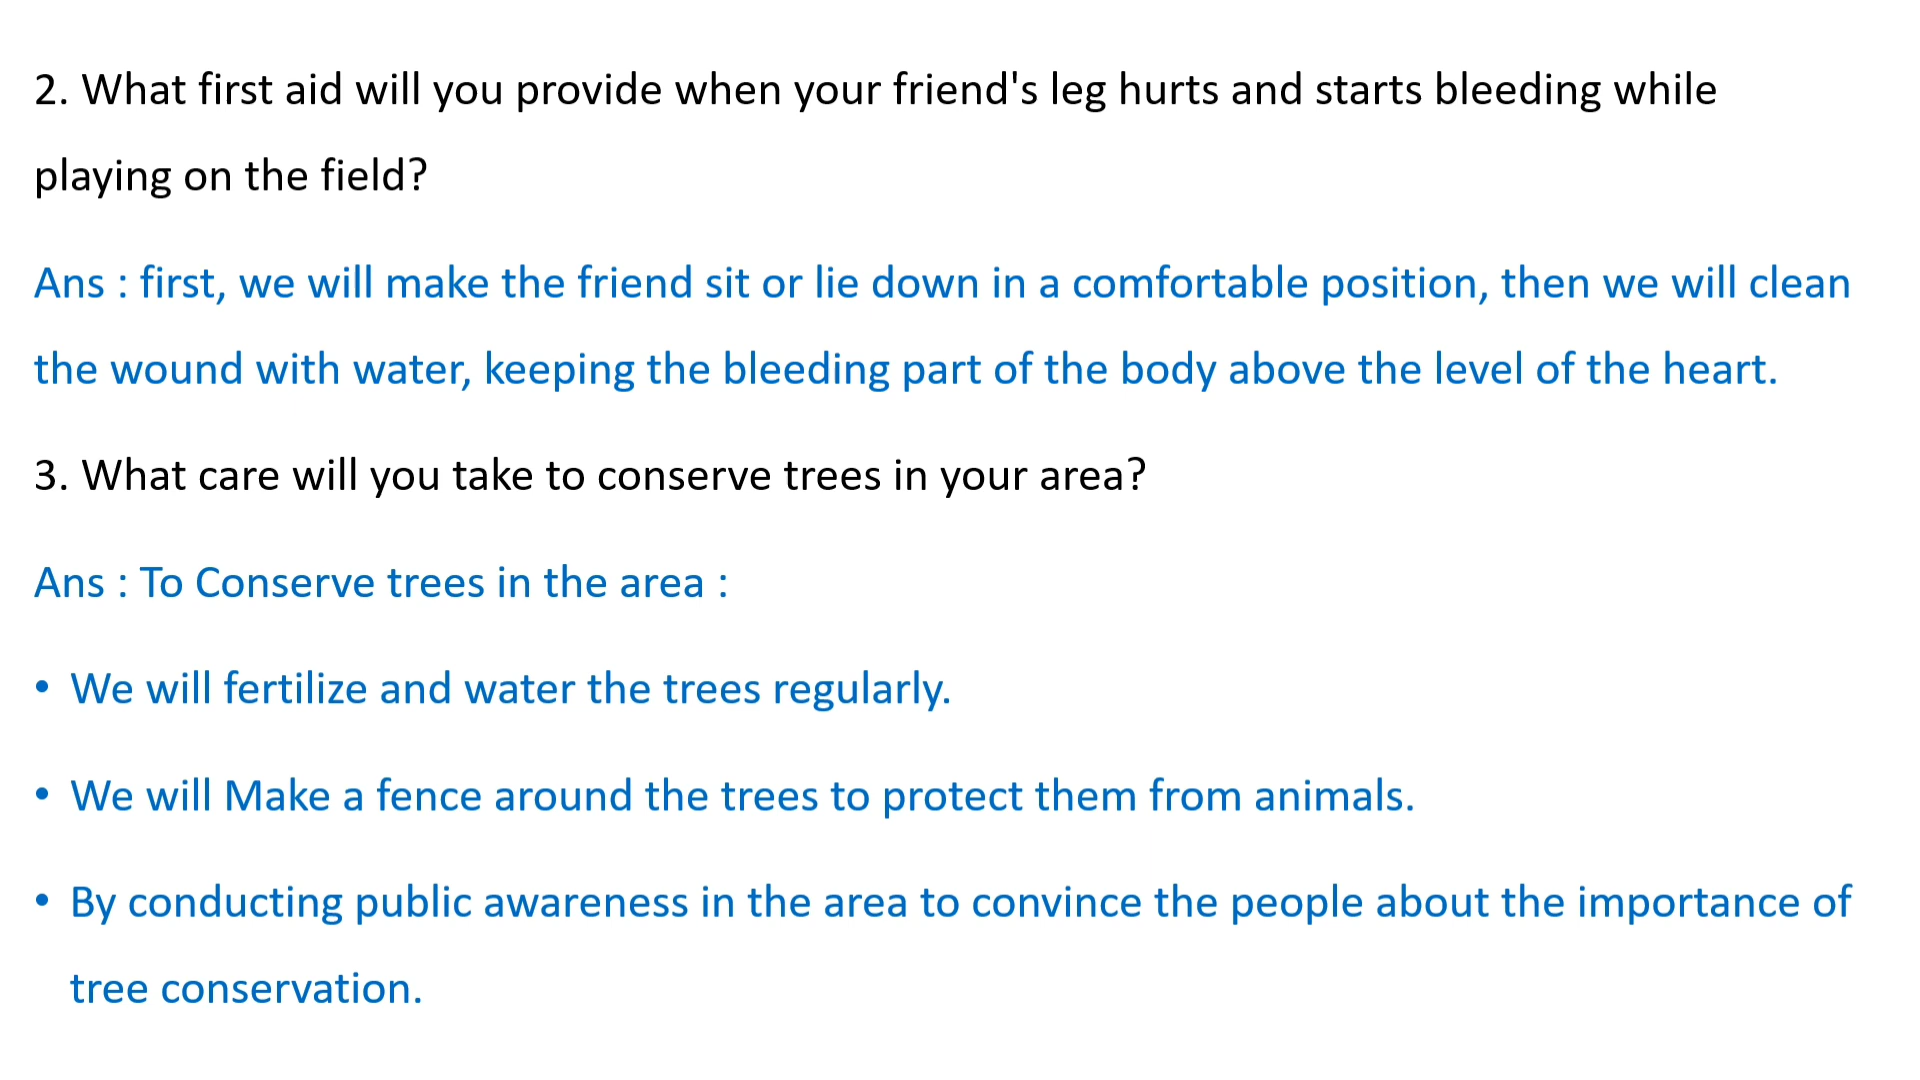 2. What first aid will you provide when your friend's leg hurts and starts bleeding while
playing on the field?
Ans : first, we will make the friend sit or lie down in a comfortable position, then we will clean
the wound with water, keeping the bleeding part of the body above the level of the heart.
3. What care will you take to conserve trees in your area?
Ans : To Conserve trees in the area :
• We will fertilize and water the trees regularly.
• We will Make a fence around the trees to protect them from animals.
• By conducting public awareness in the area to convince the people about the importance of
tree conservation.